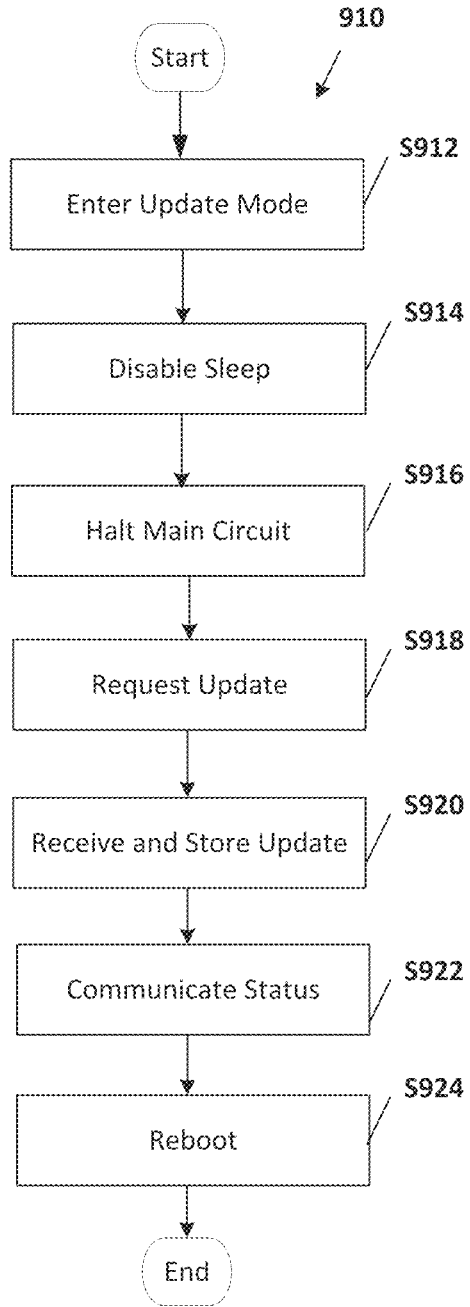 910
Start
S912
Enter Update Mode
S914
Disable Sleep
S916
Halt Main Circuit
S918
Request Update
S920
Receive and Store Update
S922
Communicate Status
S924
Reboot
End